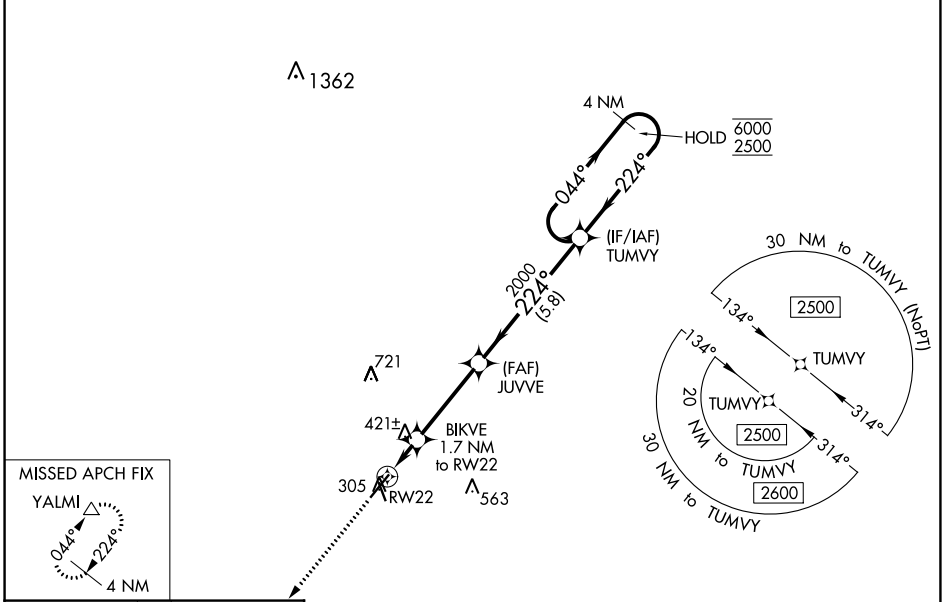 1362
4 NM
HOLD 6000
2500
044°
224°
(IF/IAF)
TUMVY
2000
224°
(5.8)
30 NM to TUMVY (NoPT)
2500
134°
TUMVY
314°
134°
TUMVY
20 NM to TUMVY
2500
314°
2600
30 NM to TUMVY
721
(FAF)
JUVVE
421±
BIKVE
1.7 NM
to RW22
305
RW22
563
MISSED APCH FIX
YALMI
044°
224°
4 NM